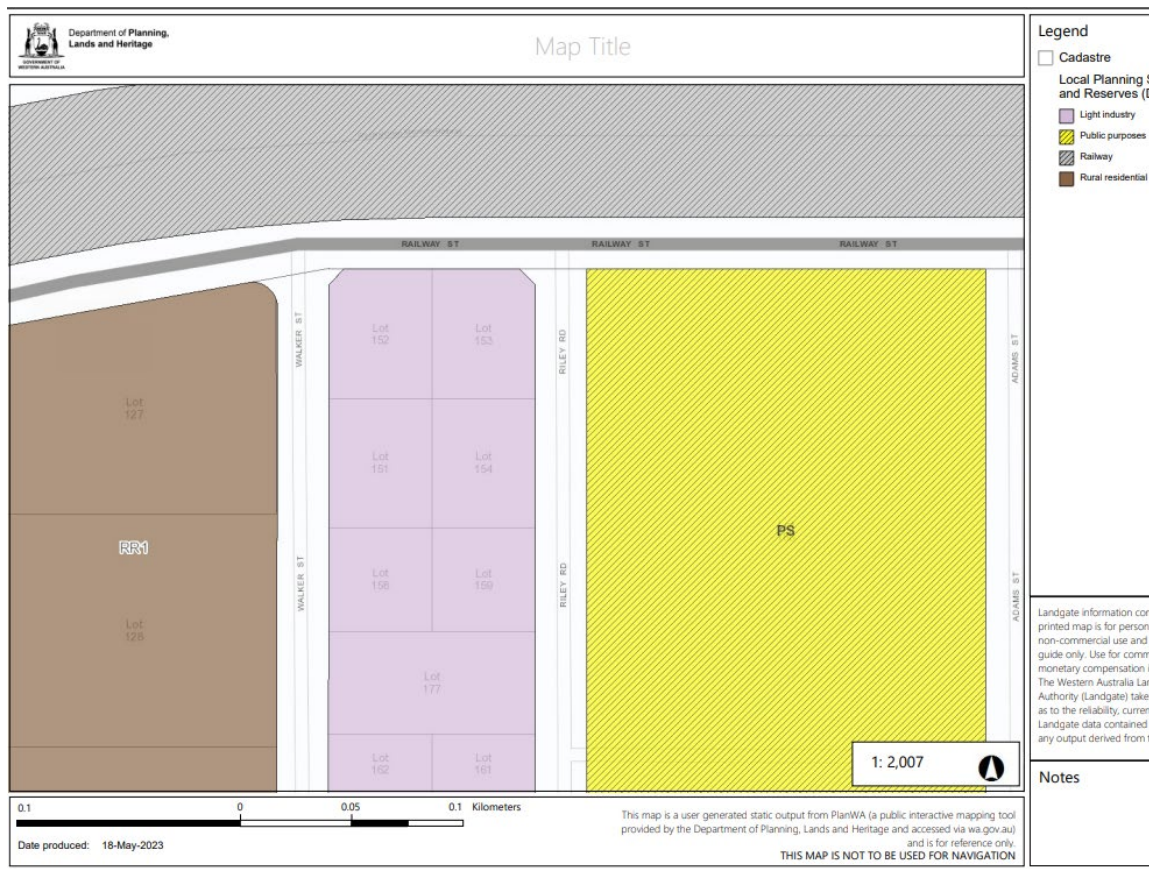 GOVERNMENT OF
WESTERN AUSTRALIA
Department of Planning,
Lands and Heritage
Map Title
RAILWAY ST
RAILWAY ST
RAILWAY ST
WALKER ST
WALKER ST
RILEY RD
RILEY RD
ADAMS ST
ADAMS ST
Lot
127
RR1
Lot
128
Lot
152
Lot
153
Lot
151
Lot
154
Lot
158
Lot
159
Lot
177
Lot
162
Lot
161
PS
1: 2,007
0.1
0
0.05
0.1 Kilometers
Date produced: 18-May-2023
This map is a user generated static output from PlanWA (a public interactive mapping tool
provided by the Department of Planning, Lands and Heritage and accessed via wa.gov.au)
and is for reference only.
THIS MAP IS NOT TO BE USED FOR NAVIGATION
Legend
Cadastre
Local Planning S
and Reserves (D
Light industry
Public purposes
Railway
Rural residential
Landgate information con
printed map is for person
non-commercial use and
guide only. Use for comm
monetary compensation i
The Western Australia Lan
Authority (Landgate) take
as to the reliability, curren
Landgate data contained
any output derived from t
Notes